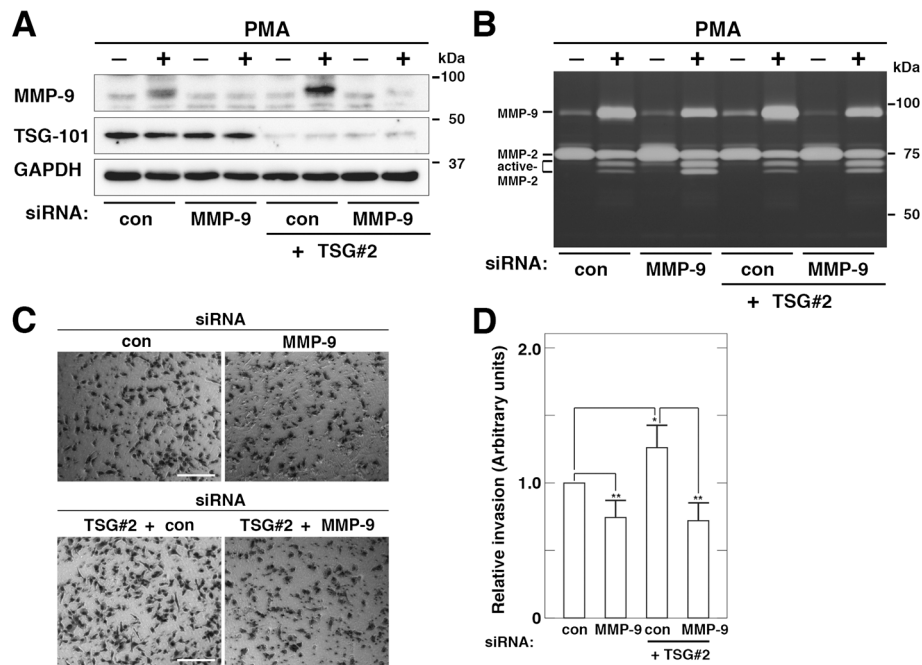 A
PMA
– + – + – + – +
kDa
100
MMP-9
50
TSG-101
37
GAPDH
siRNA: con MMP-9 con MMP-9
+ TSG#2
B
PMA
– + – + – + – +
kDa
100
MMP-9
MMP-2
75
active-
MMP-2
50
siRNA: con MMP-9 con MMP-9
+ TSG#2
C
siRNA
con MMP-9
siRNA
TSG#2 + con TSG#2 + MMP-9
D
Relative invasion (Arbitrary units)
2.0
1.0
0
*
**
**
con MMP-9 con MMP-9
siRNA:
+ TSG#2